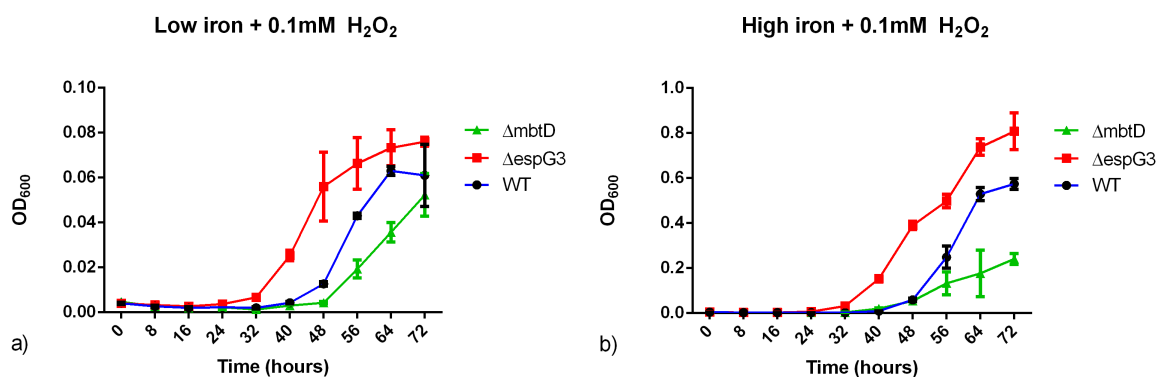 Low iron + 0.1mM H₂O₂
OD₆₀₀
0.10
0.08
0.06
0.04
0.02
0.00
0 8 16 24 32 40 48 56 64 72
Time (hours)
ΔmbtD
ΔespG3
WT
a)
High iron + 0.1mM H₂O₂
OD₆₀₀
1.0
0.8
0.6
0.4
0.2
0.0
0 8 16 24 32 40 48 56 64 72
Time (hours)
ΔmbtD
ΔespG3
WT
b)